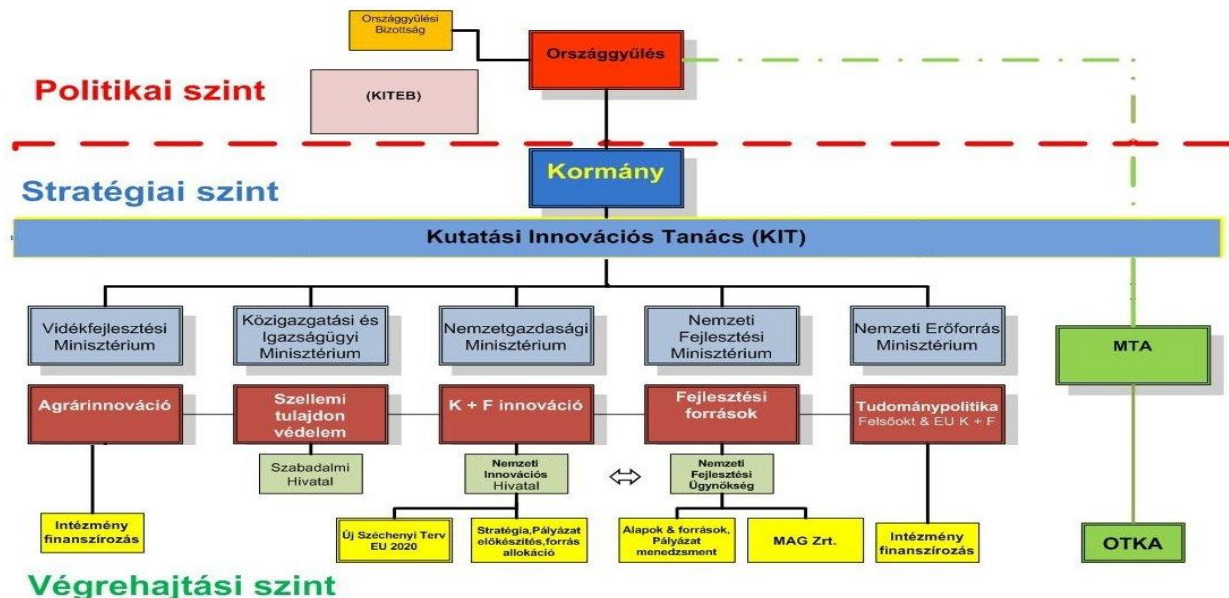 Országgyűlési
Bizottság
Országgyűlés
Politikai szint
(KITEB)
Kormány
Stratégiai szint
Kutatási Innovációs Tanács (KIT)
Vidékfejlesztési
Minisztérium
Közigazgatási és
Igazságügyi
Minisztérium
Nemzetgazdasági
Minisztérium
Nemzeti
Fejlesztési
Minisztérium
Nemzeti Erőforrás
Minisztérium
MTA
Agrárinnováció
Szellemi
tulajdon
védelem
K + F innováció
Fejlesztési
források
Tudománypolitika
Felsőokt & EU K + F
Szabadalmi
Hivatal
Nemzeti
Innovációs
Hivatal
Nemzeti
Fejlesztési
Ügynökség
Intézmény
finanszírozás
Új Széchenyi Terv
EU 2020
Stratégia,Pályázat
előkészítés,forrás
allokáció
Alapok & források,
Pályázat
menedzsment
MAG Zrt.
Intézmény
finanszírozás
OTKA
Végrehajtási szint